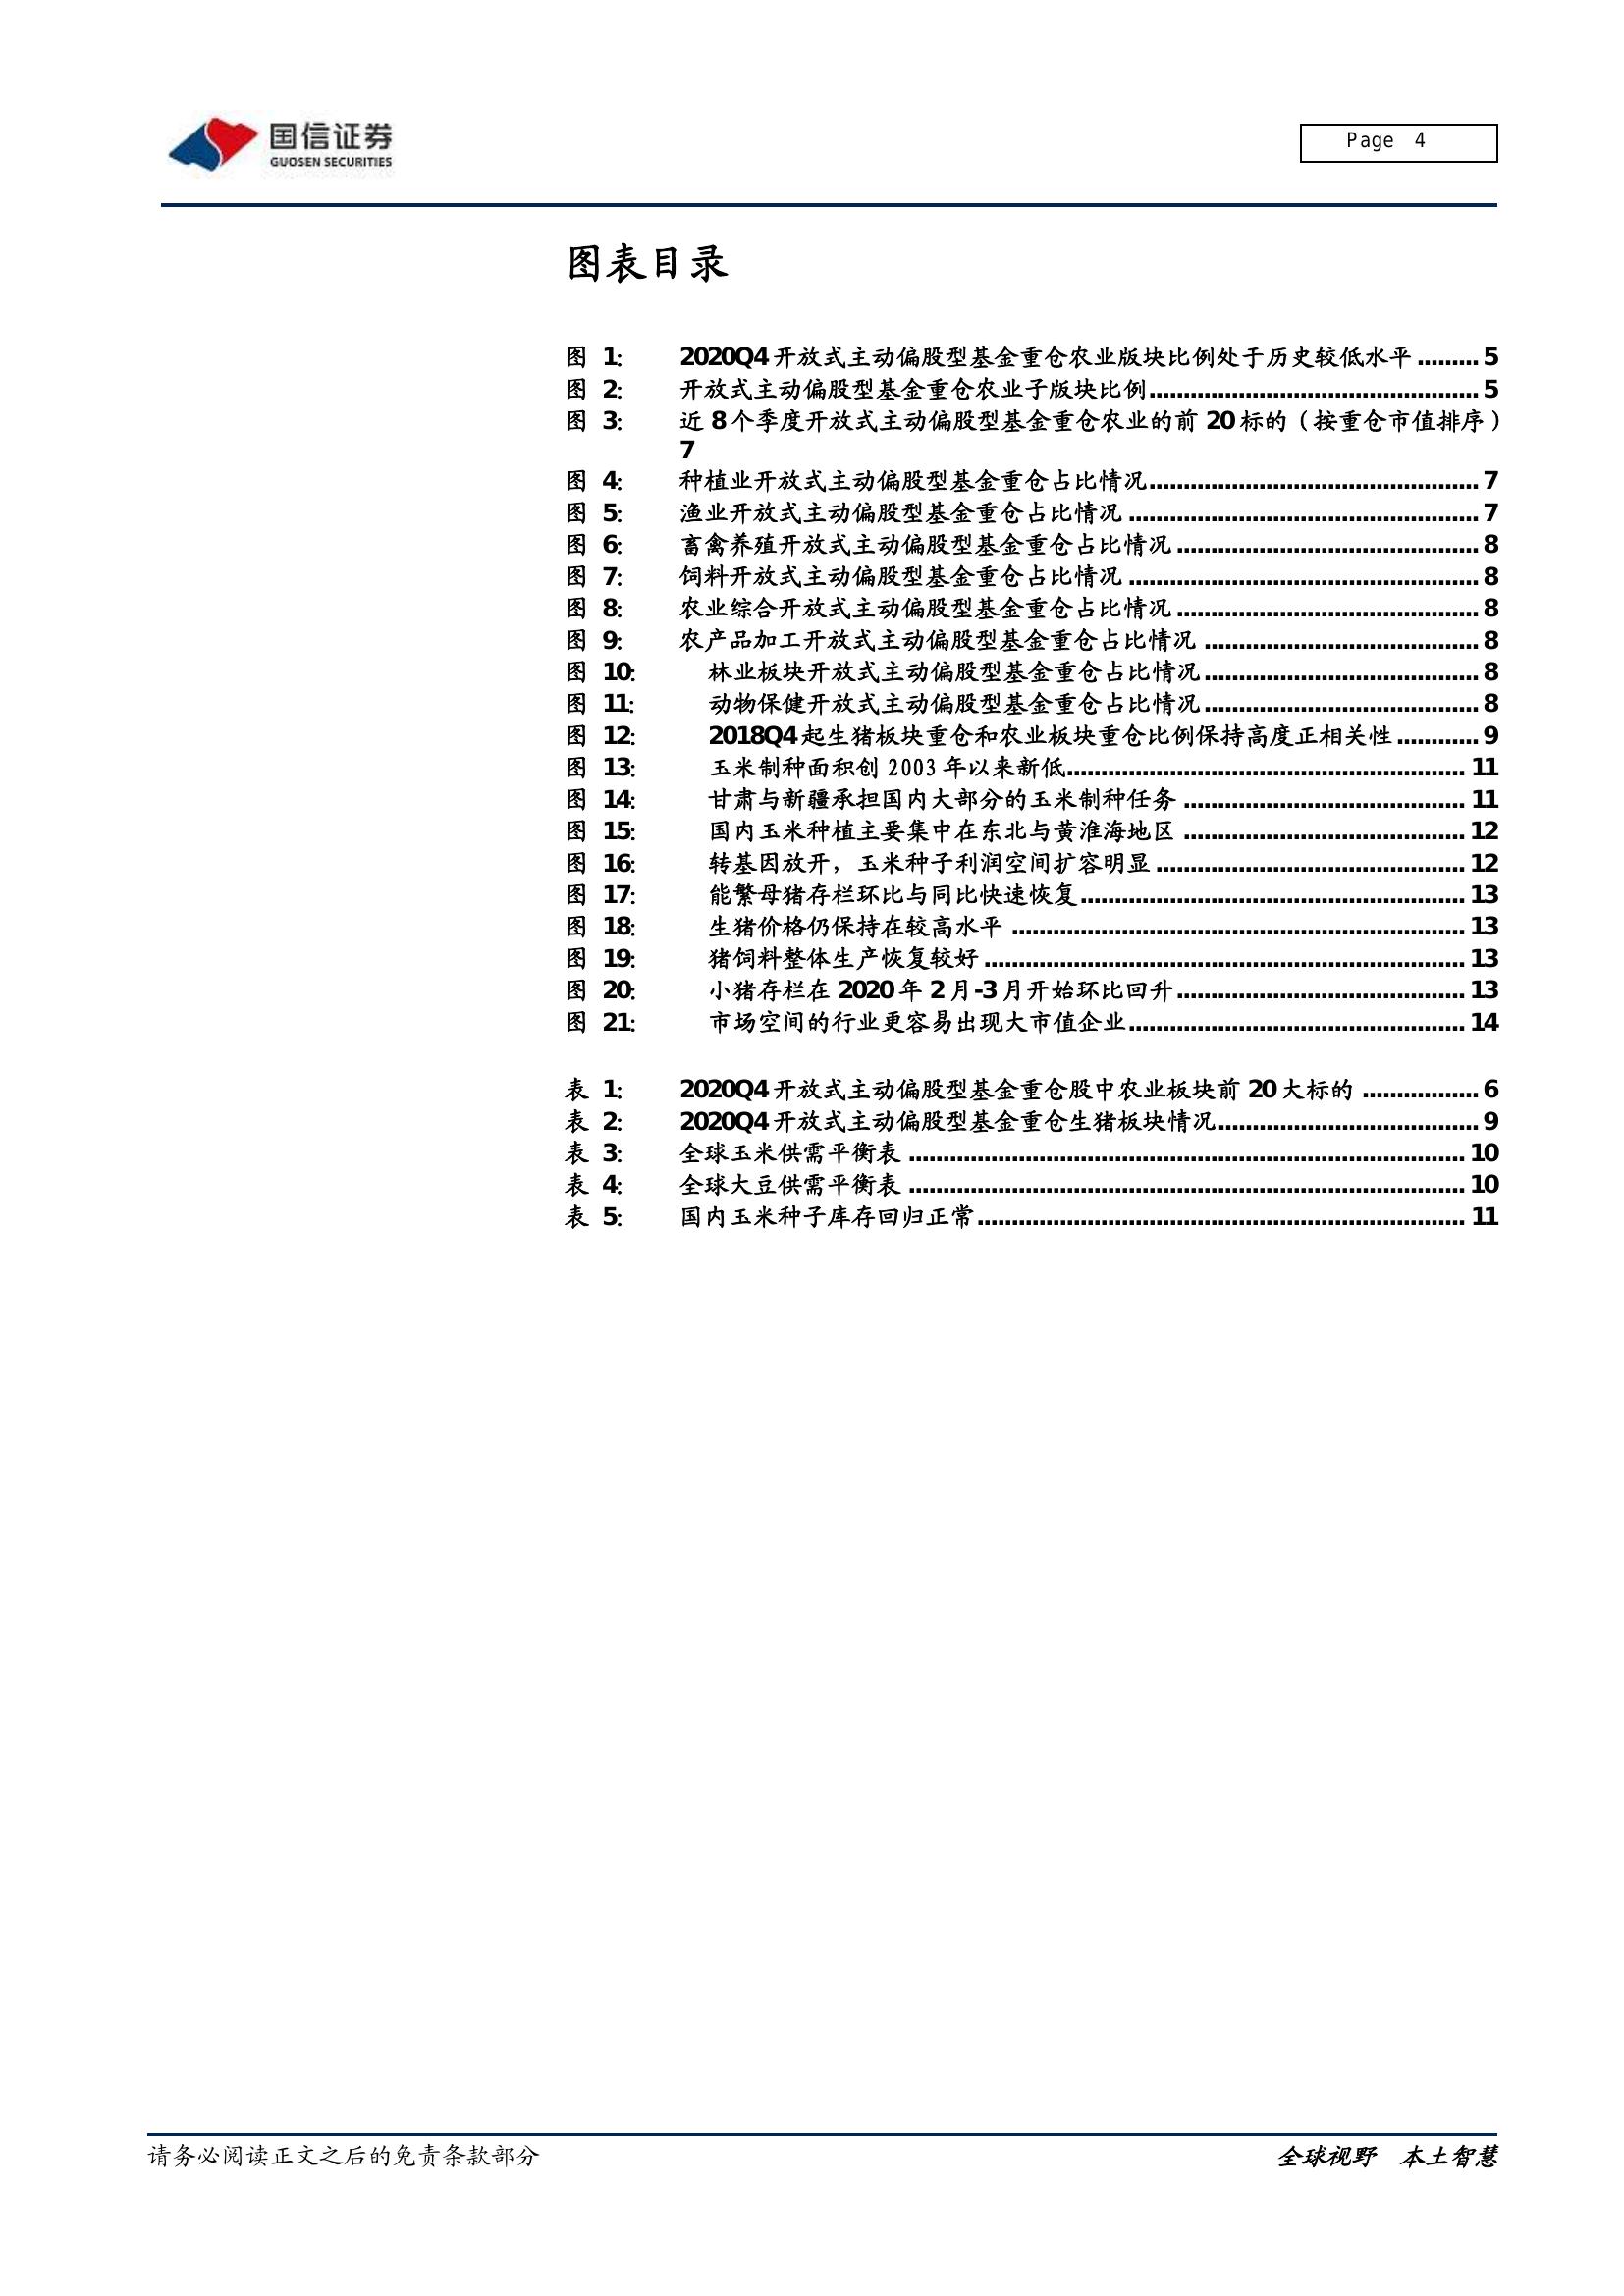 国信证券
GUOSEN SECURITIES
Page 4
图表目录
图 1: 2020Q4 开放式主动偏股型基金重仓农业版块比例处于历史较低水平 ......... 5
图 2: 开放式主动偏股型基金重仓农业子版块比例 ................................................ 5
图 3: 近 8 个季度开放式主动偏股型基金重仓农业的前 20 标的（按重仓市值排序）
7
图 4: 种植业开放式主动偏股型基金重仓占比情况 ................................................ 7
图 5: 渔业开放式主动偏股型基金重仓占比情况 ................................................... 7
图 6: 畜禽养殖开放式主动偏股型基金重仓占比情况 ............................................ 8
图 7: 饲料开放式主动偏股型基金重仓占比情况 ................................................... 8
图 8: 农业综合开放式主动偏股型基金重仓占比情况 ............................................ 8
图 9: 农产品加工开放式主动偏股型基金重仓占比情况 ........................................ 8
图 10: 林业板块开放式主动偏股型基金重仓占比情况 ........................................ 8
图 11: 动物保健开放式主动偏股型基金重仓占比情况 ........................................ 8
图 12: 2018Q4 起生猪板块重仓和农业板块重仓比例保持高度正相关性 ............ 9
图 13: 玉米制种面积创 2003 年以来新低 .......................................................... 11
图 14: 甘肃与新疆承担国内大部分的玉米制种任务 ......................................... 11
图 15: 国内玉米种植主要集中在东北与黄淮海地区 ......................................... 12
图 16: 转基因放开，玉米种子利润空间扩容明显 ............................................. 12
图 17: 能繁母猪存栏环比与同比快速恢复 ........................................................ 13
图 18: 生猪价格仍保持在较高水平 .................................................................. 13
图 19: 猪饲料整体生产恢复较好 ...................................................................... 13
图 20: 小猪存栏在 2020 年 2 月-3 月开始环比回升 .......................................... 13
图 21: 市场空间的行业更容易出现大市值企业 ................................................. 14
表 1: 2020Q4 开放式主动偏股型基金重仓股中农业板块前 20 大标的 ................. 6
表 2: 2020Q4 开放式主动偏股型基金重仓生猪板块情况 ...................................... 9
表 3: 全球玉米供需平衡表 ................................................................................. 10
表 4: 全球大豆供需平衡表 ................................................................................. 10
表 5: 国内玉米种子库存回归正常 ....................................................................... 11
请务必阅读正文之后的免责条款部分
全球视野 本土智慧